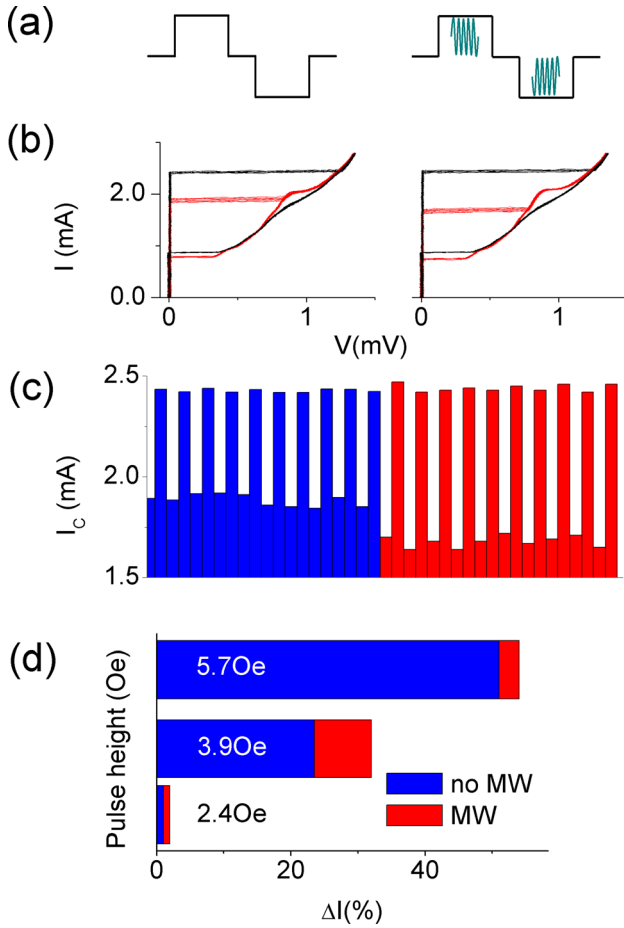 (a)
(b)
I (mA)
2.0
0.0
0
1
0
1
V(mV)
(c)
I_C (mA)
2.5
2.0
1.5
(d)
Pulse height (Oe)
5.7Oe
3.9Oe
2.4Oe
no MW
MW
0
20
40
ΔI(%)